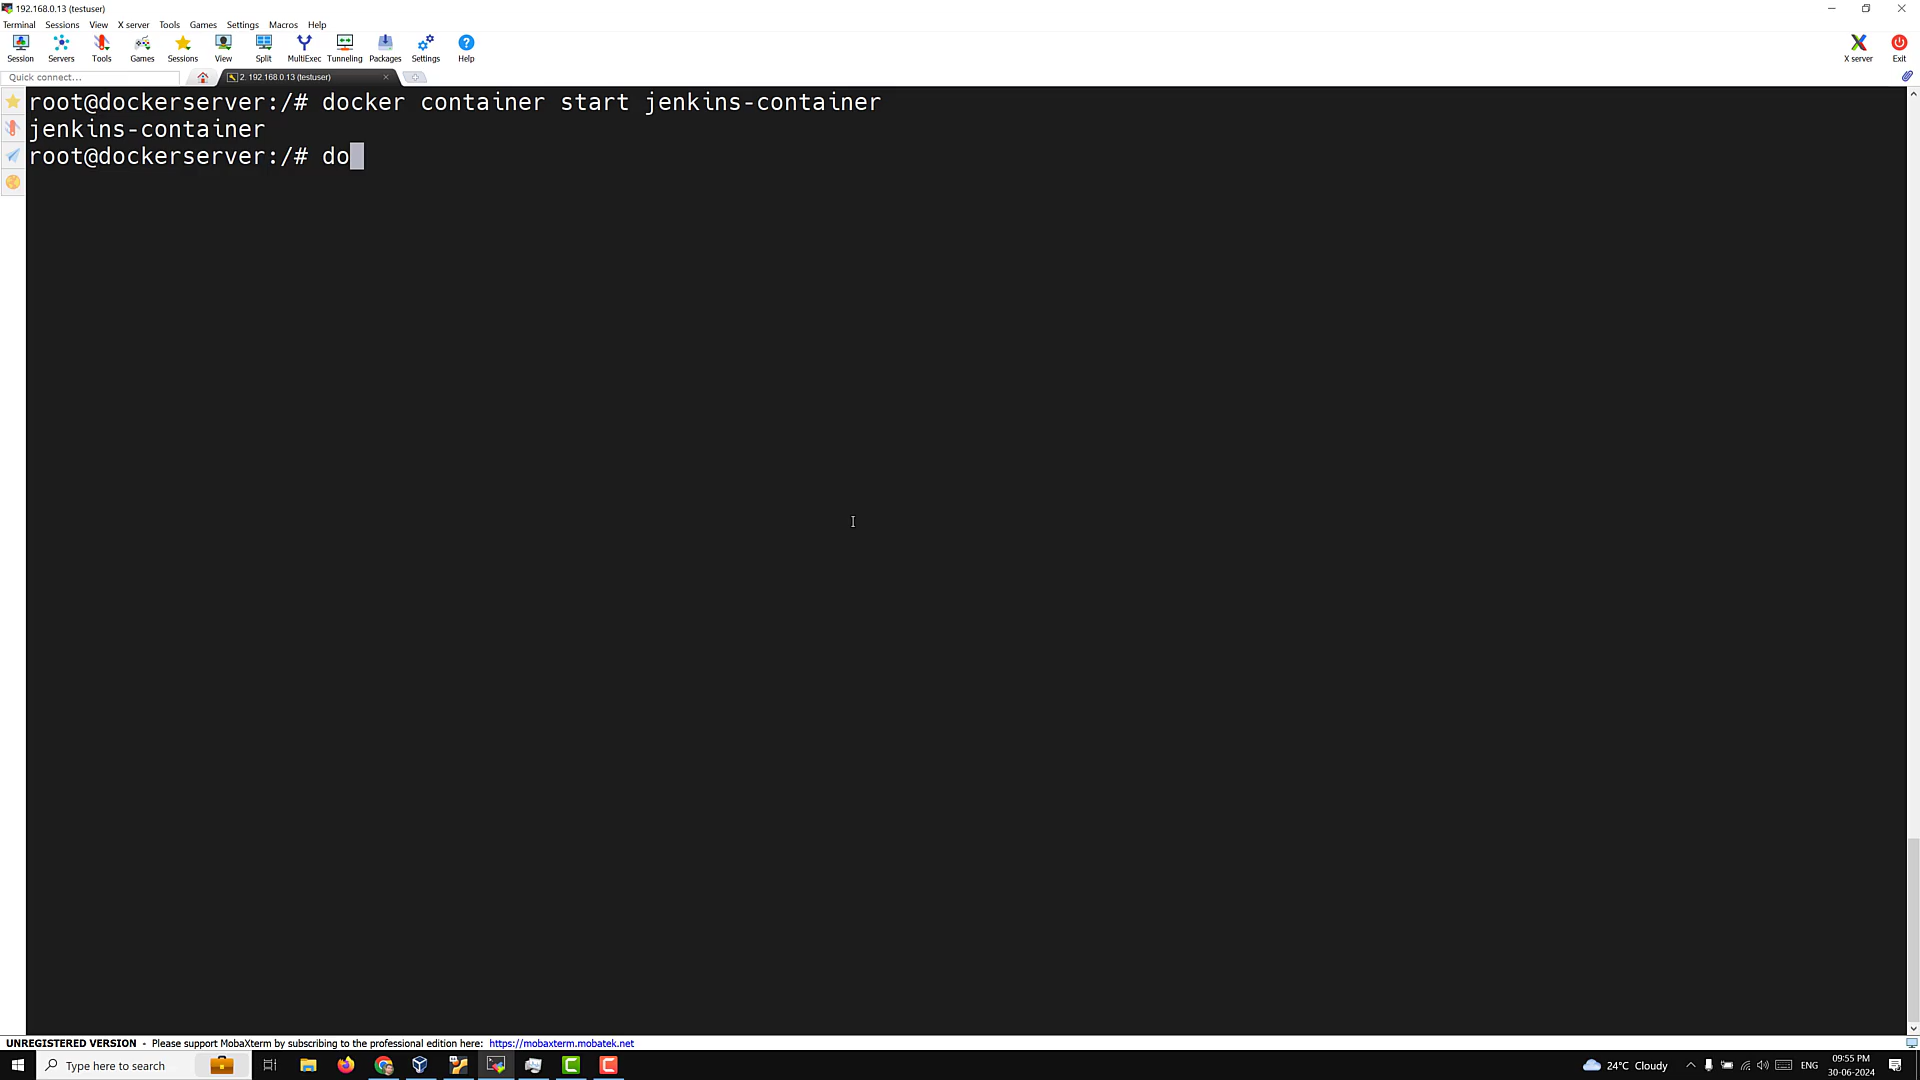 192.168.0.13 (testuser)
Terminal Sessions View X server Tools Games Settings Macros Help
Session Servers Tools Games Sessions View Split MultiExec Tunneling Packages Settings Help X server Exit
Quick connect... 2. 192.168.0.13 (testuser)
root@dockerserver:/# docker container start jenkins-container
jenkins-container
root@dockerserver:/# do
UNREGISTERED VERSION - Please support MobaXterm by subscribing to the professional edition here: https://mobaxterm.mobatek.net
Type here to search 24°C Cloudy ENG 09:55 PM
30-06-2024